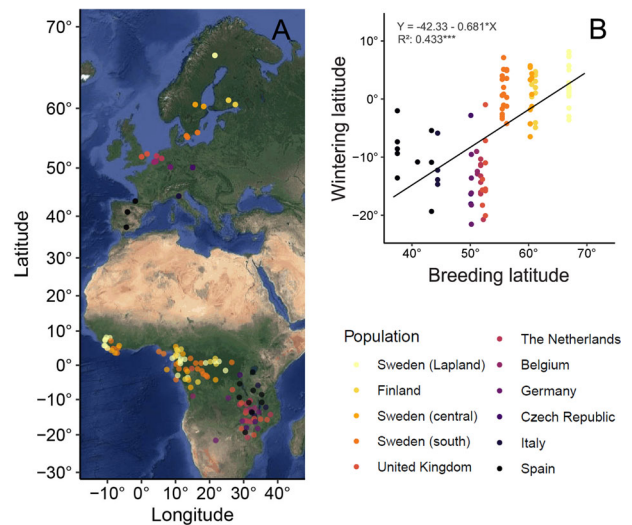 A
70°
60°
50°
40°
30°
20°
10°
0°
−10°
−20°
−30°
Latitude
−10° 0° 10° 20° 30° 40°
Longitude
B
Y = -42.33 - 0.681*X
R²: 0.433***
10°
0°
−10°
−20°
Wintering latitude
40° 50° 60° 70°
Breeding latitude
Population
Sweden (Lapland)
Finland
Sweden (central)
Sweden (south)
United Kingdom
The Netherlands
Belgium
Germany
Czech Republic
Italy
Spain